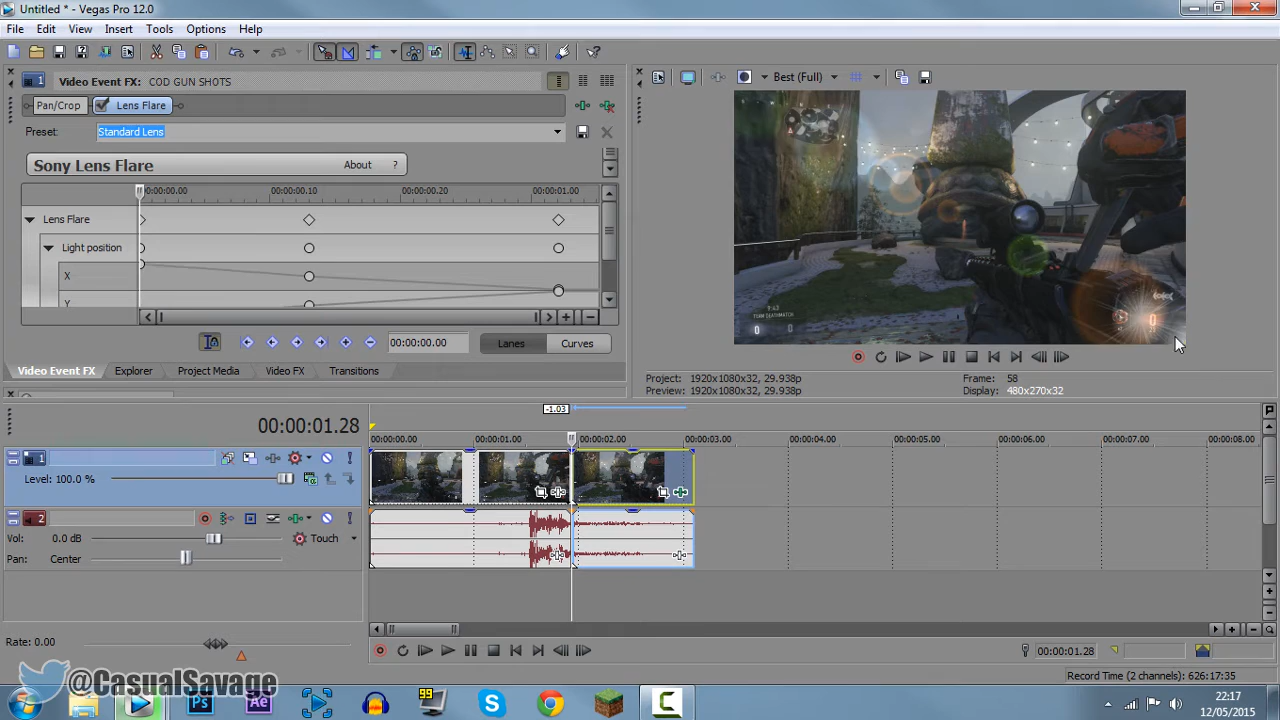 Untitled * - Vegas Pro 12.0
File Edit View Insert Tools Options Help
Video Event FX: COD GUN SHOTS
Pan/Crop Lens Flare
Preset: Standard Lens
Sony Lens Flare About ?
00:00:00.00 00:00:00.10 00:00:00.20 00:00:01.00
Lens Flare
Light position
X
Y
00:00:00.00 Lanes Curves
Video Event FX Explorer Project Media Video FX Transitions
Best (Full)
TEAM DEATHMATCH
0 0
Project: 1920x1080x32, 29.938p Frame: 58
Preview: 1920x1080x32, 29.938p Display: 480x270x32
-1.03
00:00:01.28
00:00:00.00 00:00:01.00 00:00:02.00 00:00:03.00 00:00:04.00 00:00:05.00 00:00:06.00 00:00:07.00 00:00:08.00
1
Level: 100.0 %
2
Vol: 0.0 dB Touch
Pan: Center
Rate: 0.00
00:00:01.28
Record Time (2 channels): 626:17:35
@CasualSavage
Ps Ae 99
22:17
12/05/2015